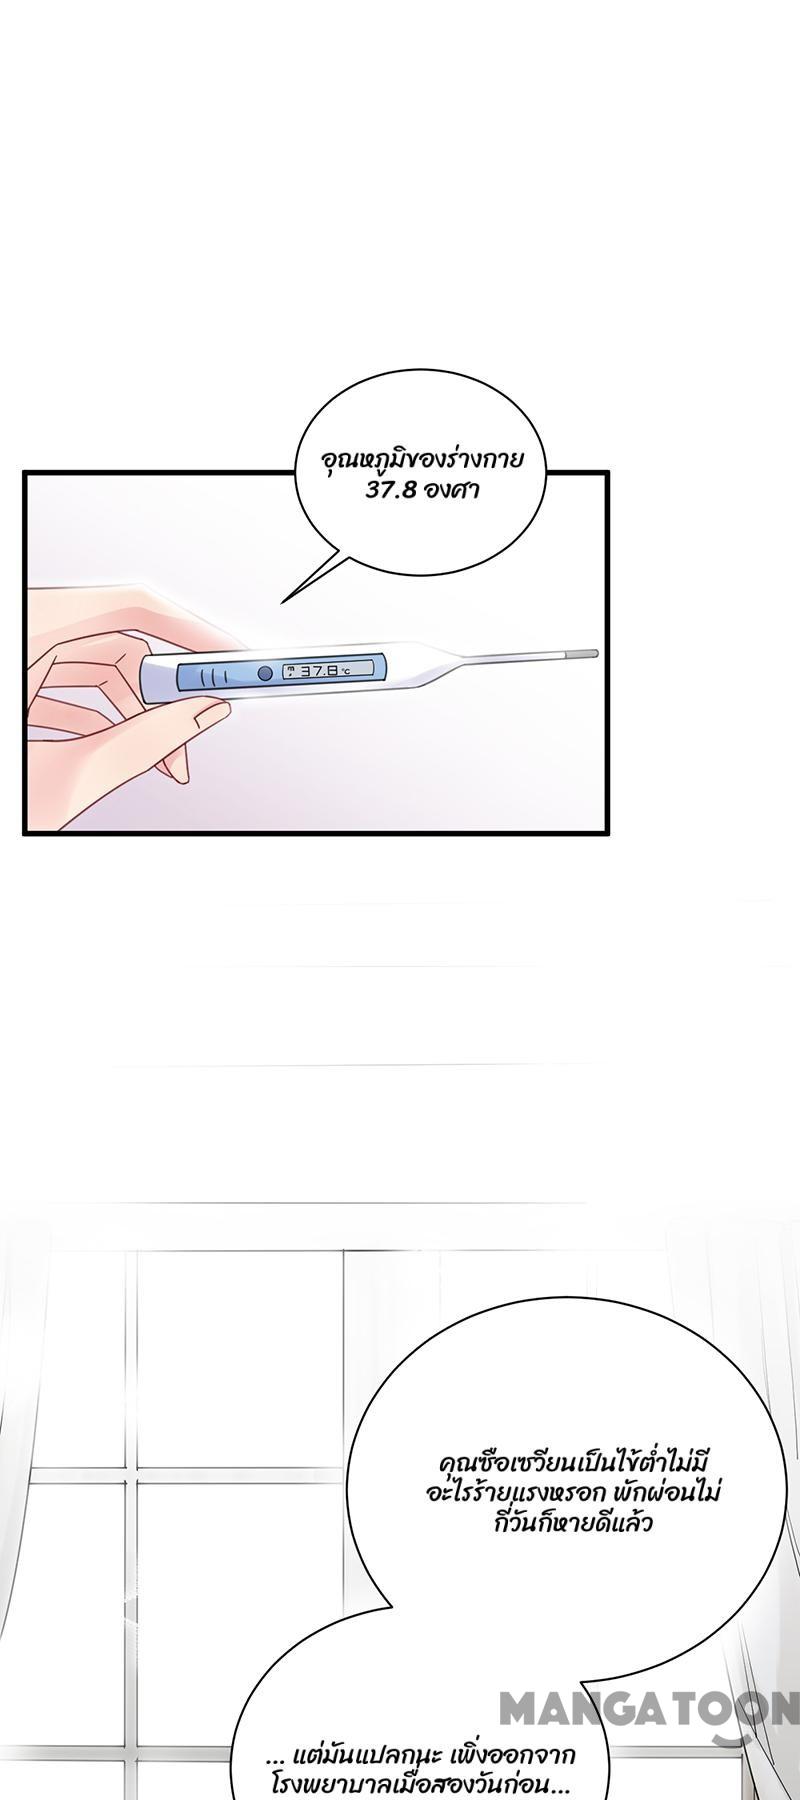 อุณหภูมิของร่างกาย
37.8 องศา
37.8 °C
คุณซือเซวียนเป็นไข้ต่ำไม่มี
อะไรร้ายแรงหรอก พักผ่อนไม่
กี่วันก็หายดีแล้ว
MANGATOON
... แต่มันแปลกนะ เพิ่งออกจาก
โรงพยาบาลเมื่อสองวันก่อน...